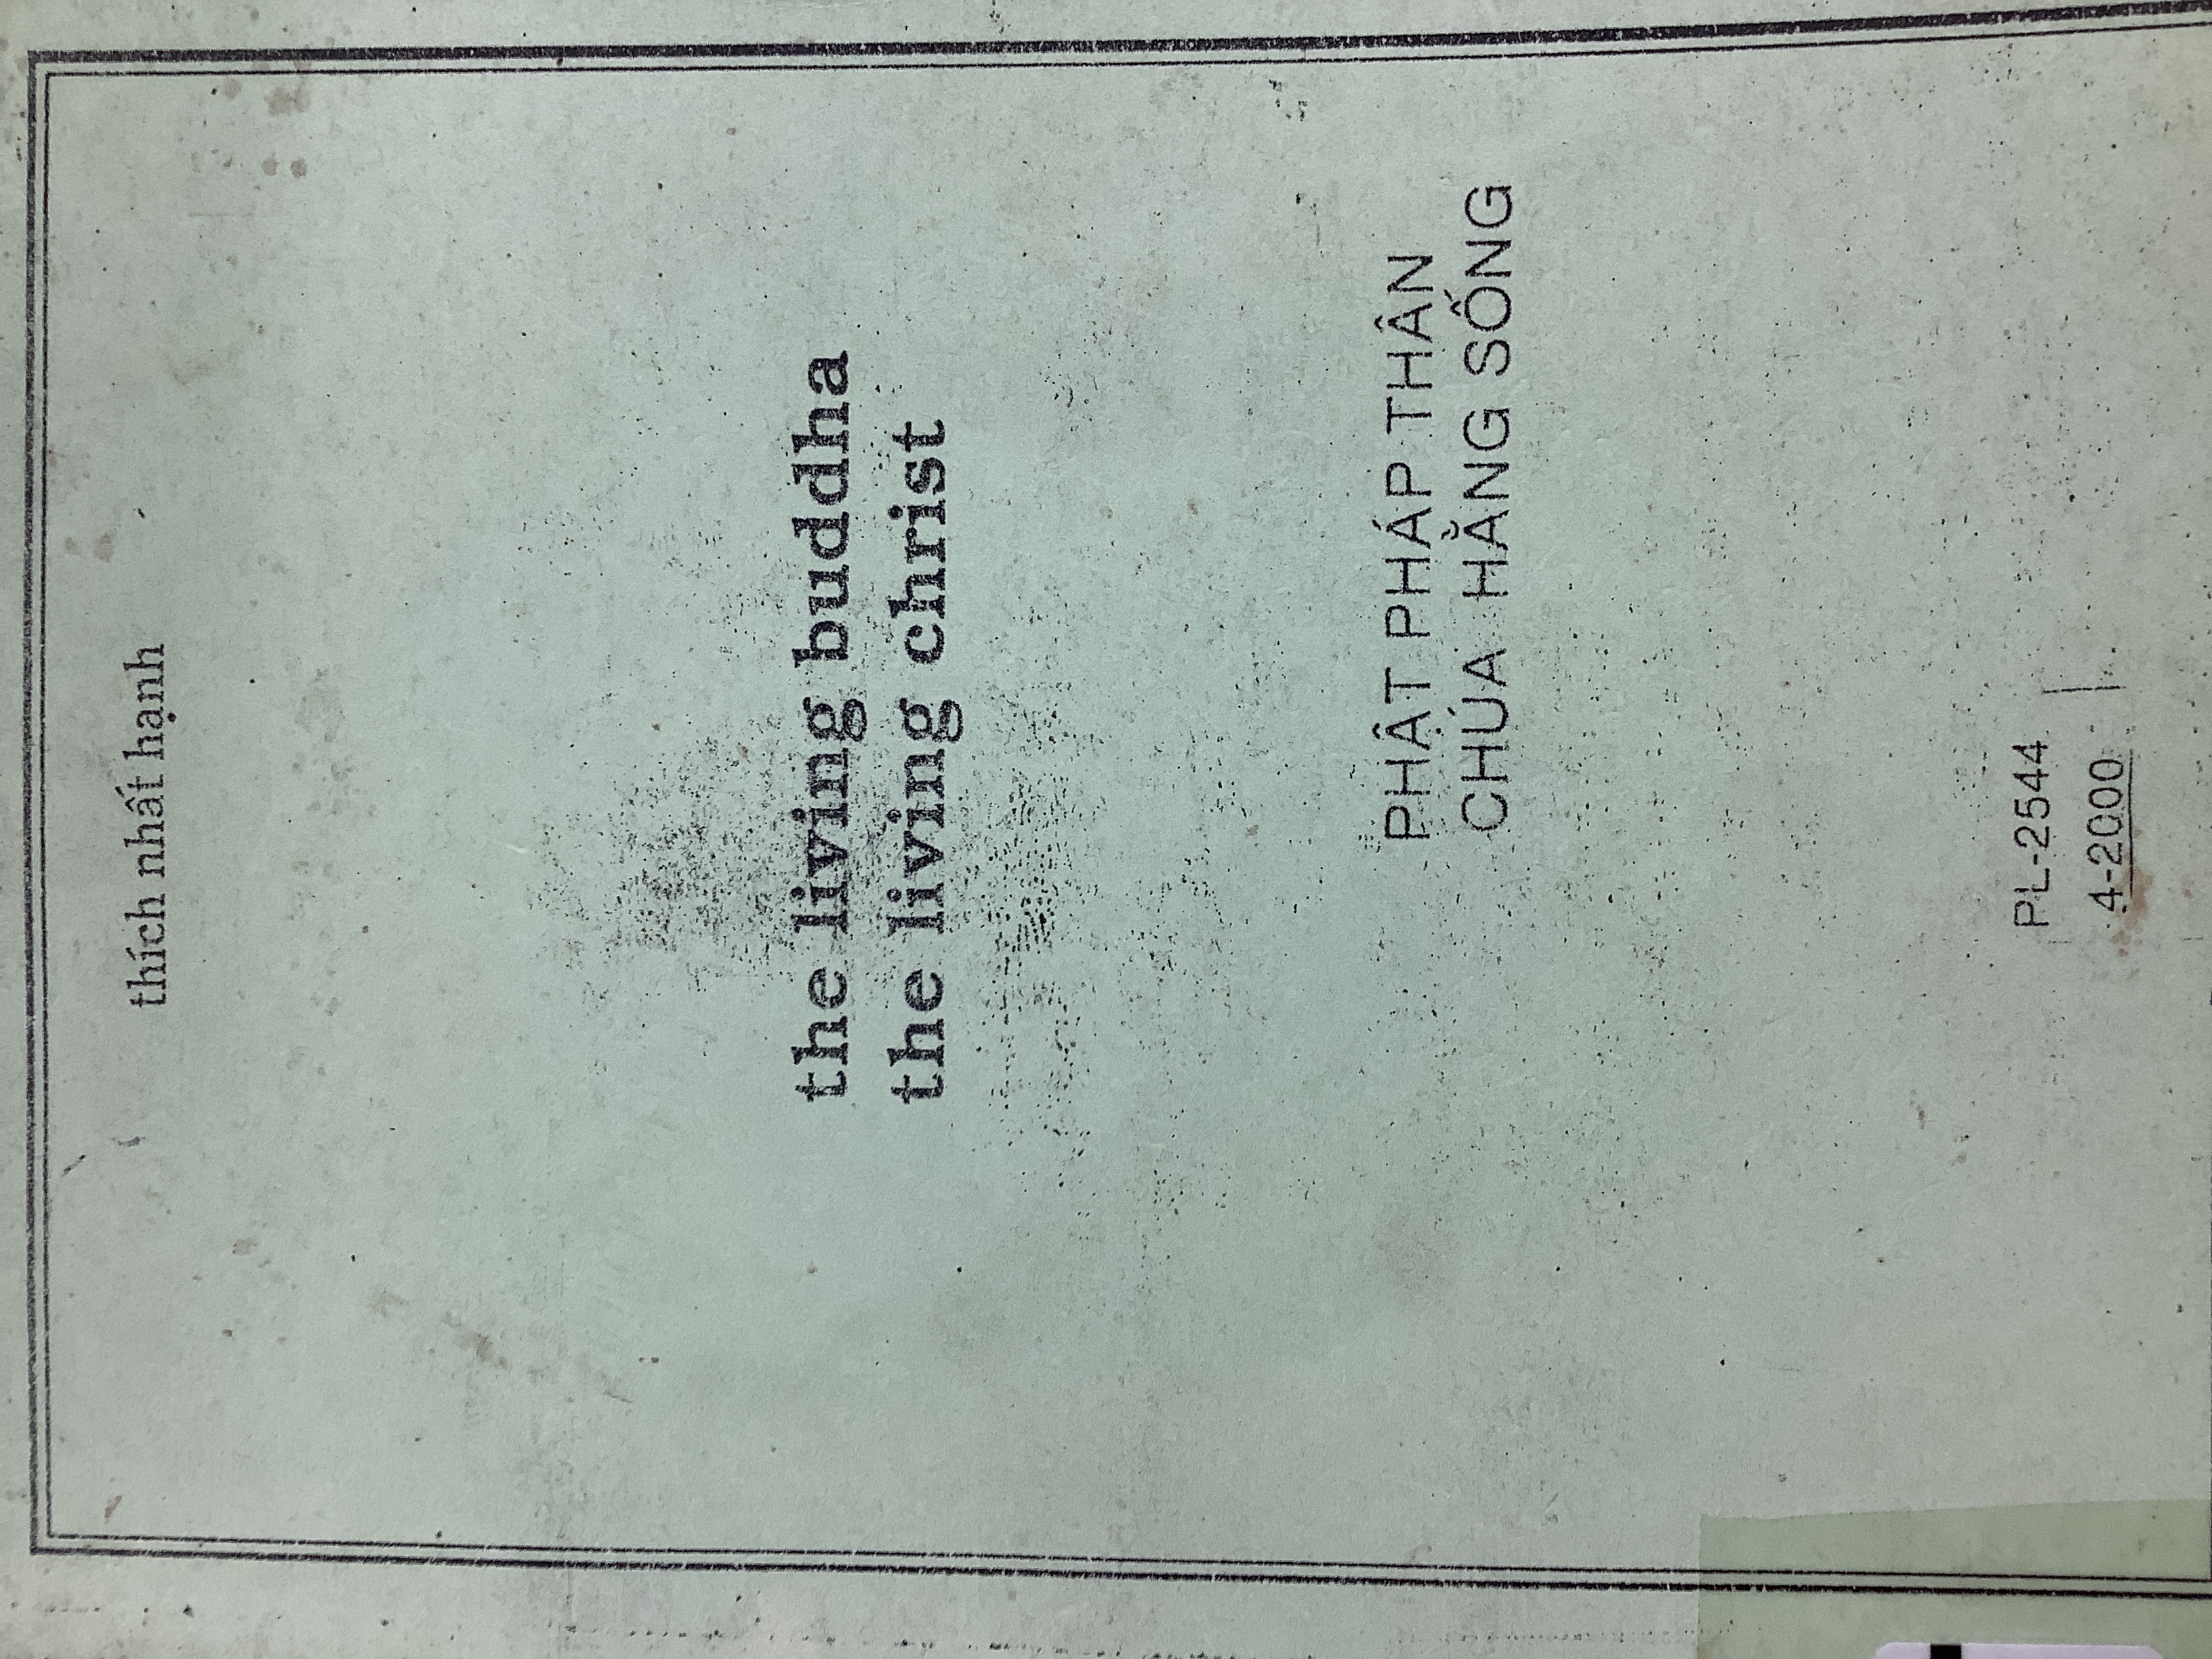 thích nhất hạnh
the living buddha
the living christ
PHẬT PHÁP THÂN
CHÚA HẰNG SỐNG
PL-2544
4-2000